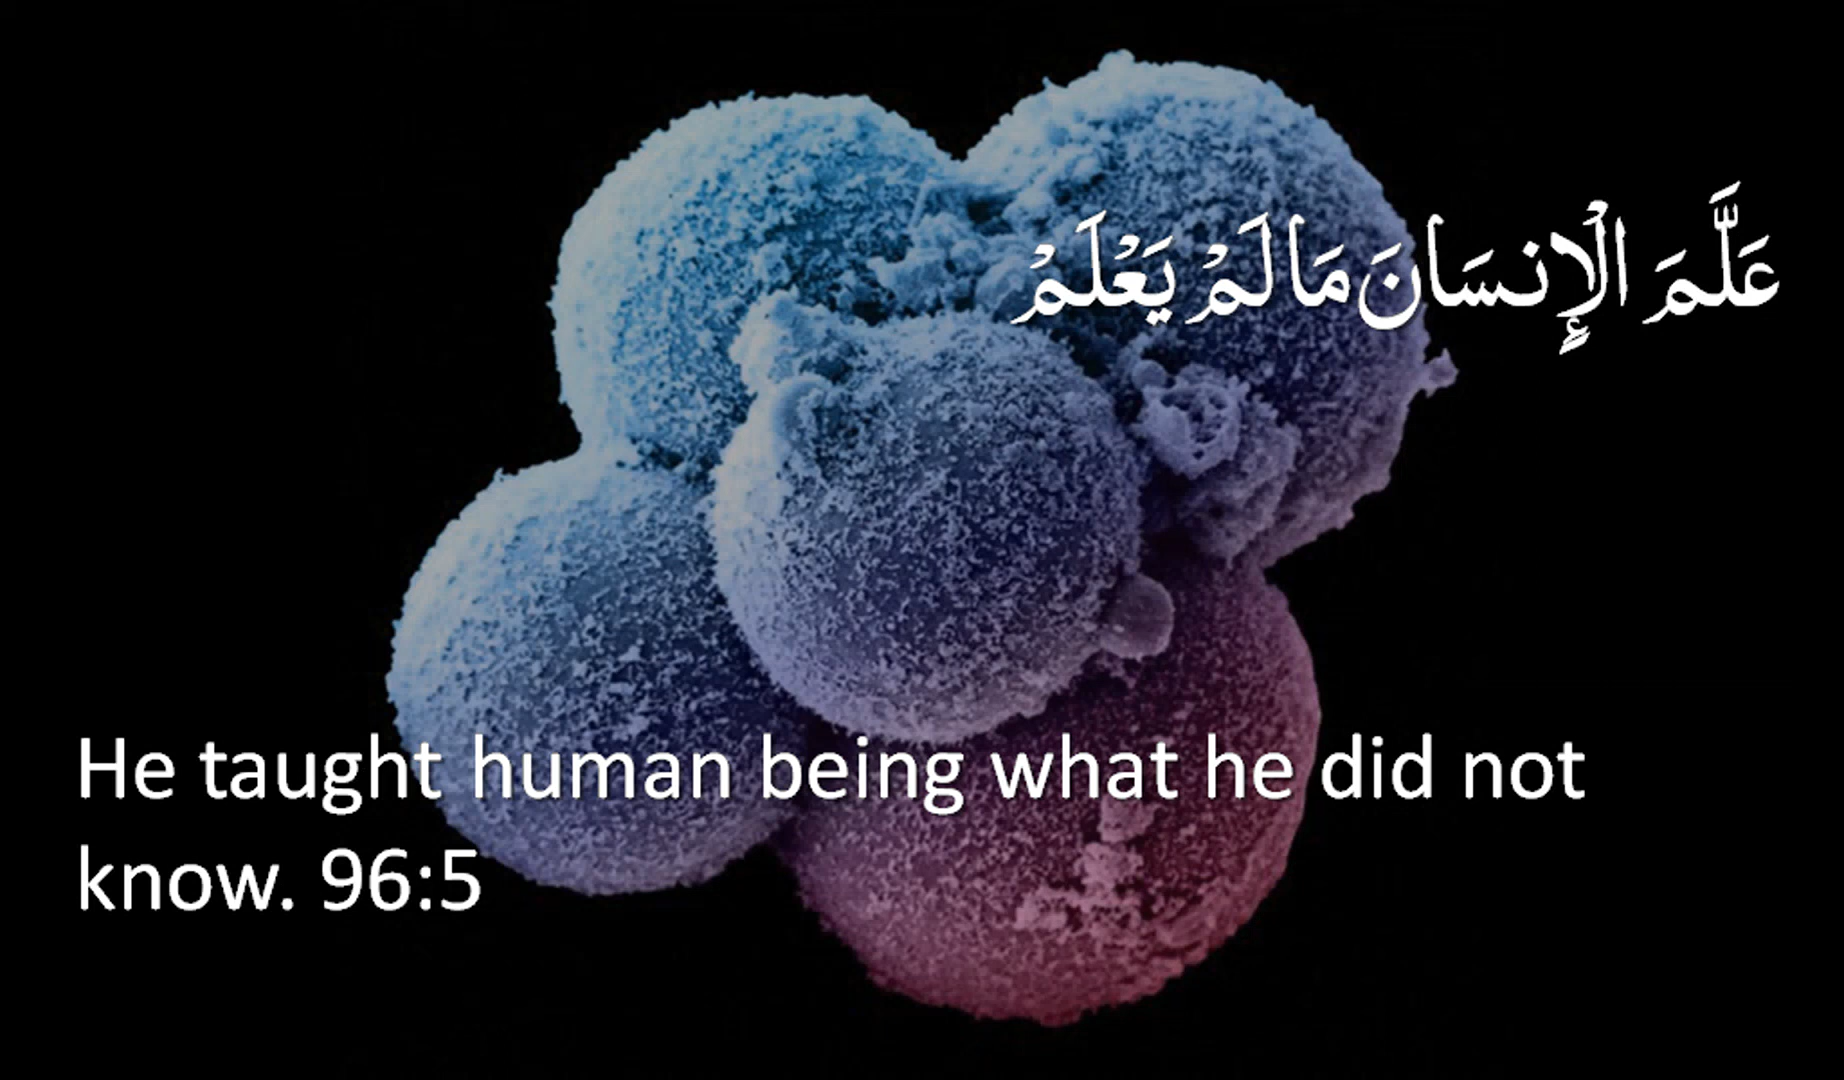 عَلَّمَ الْإِنسَانَ مَا لَمْ يَعْلَمْ
He taught human being what he did not
know. 96:5